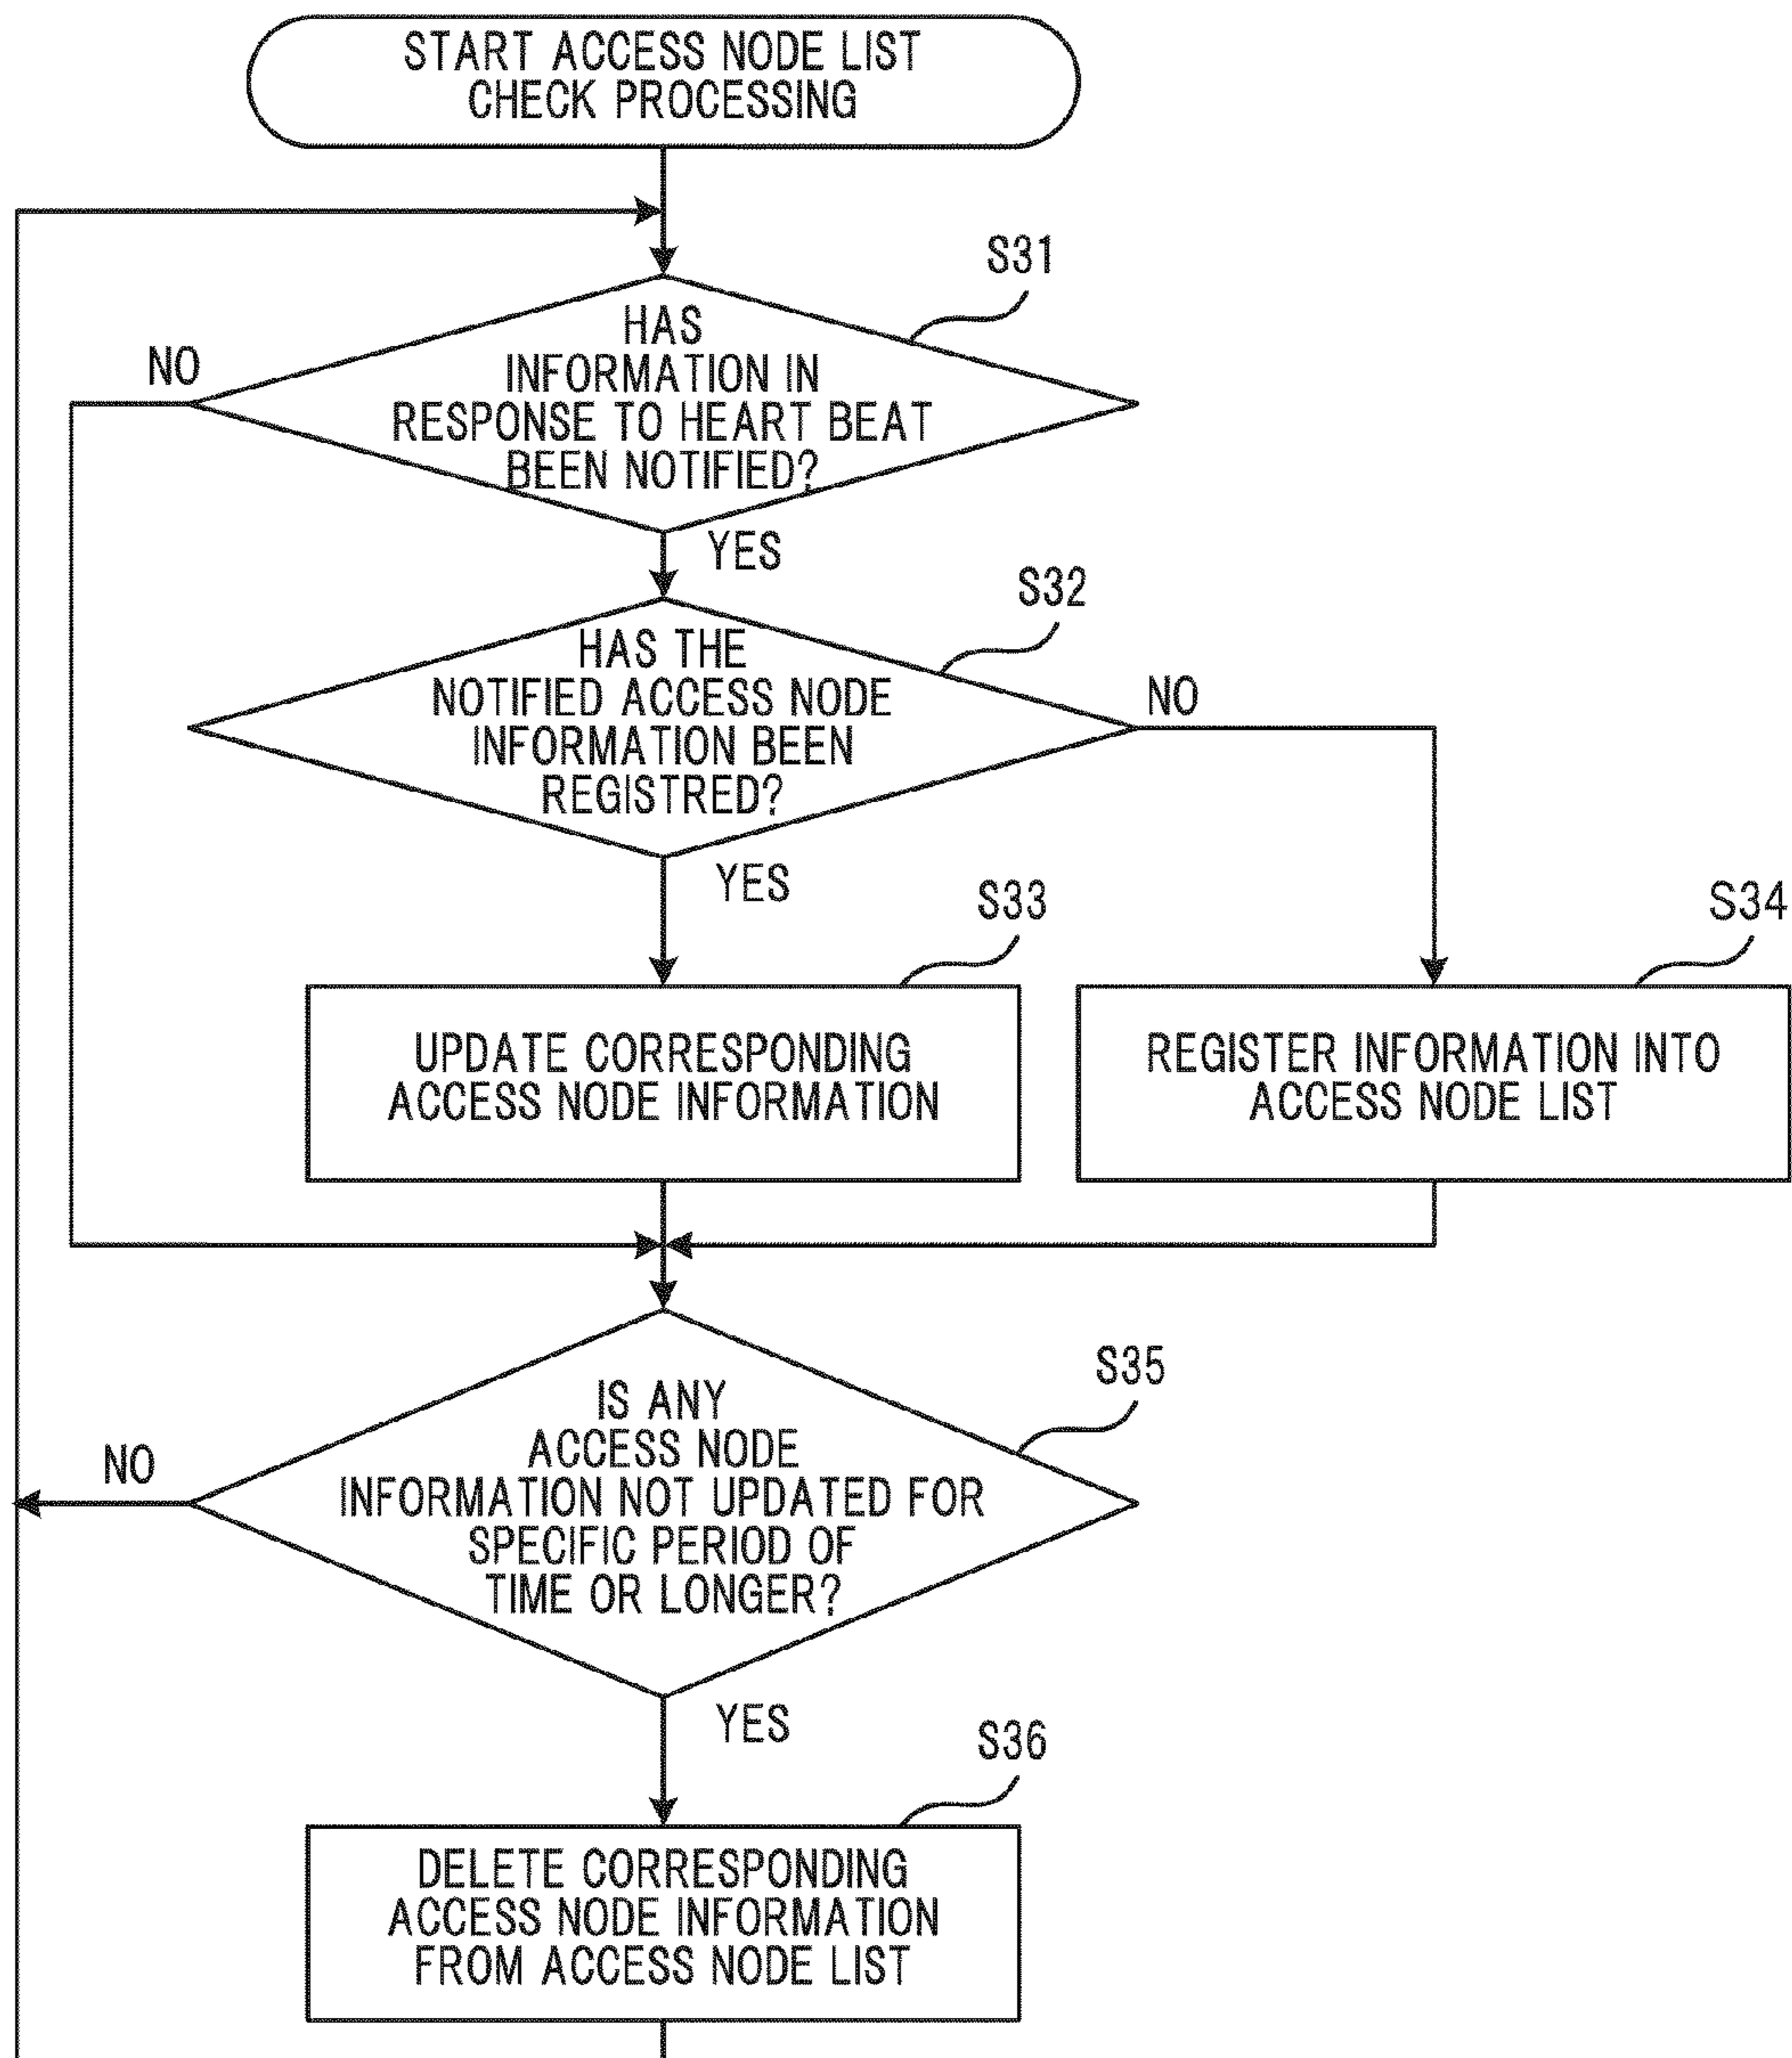 START ACCESS NODE LIST
CHECK PROCESSING
S31
HAS
INFORMATION IN
RESPONSE TO HEART BEAT
BEEN NOTIFIED?
NO
YES
S32
HAS THE
NOTIFIED ACCESS NODE
INFORMATION BEEN
REGISTRED?
NO
YES
S33
S34
UPDATE CORRESPONDING
ACCESS NODE INFORMATION
REGISTER INFORMATION INTO
ACCESS NODE LIST
S35
IS ANY
ACCESS NODE
INFORMATION NOT UPDATED FOR
SPECIFIC PERIOD OF
TIME OR LONGER?
NO
YES
S36
DELETE CORRESPONDING
ACCESS NODE INFORMATION
FROM ACCESS NODE LIST